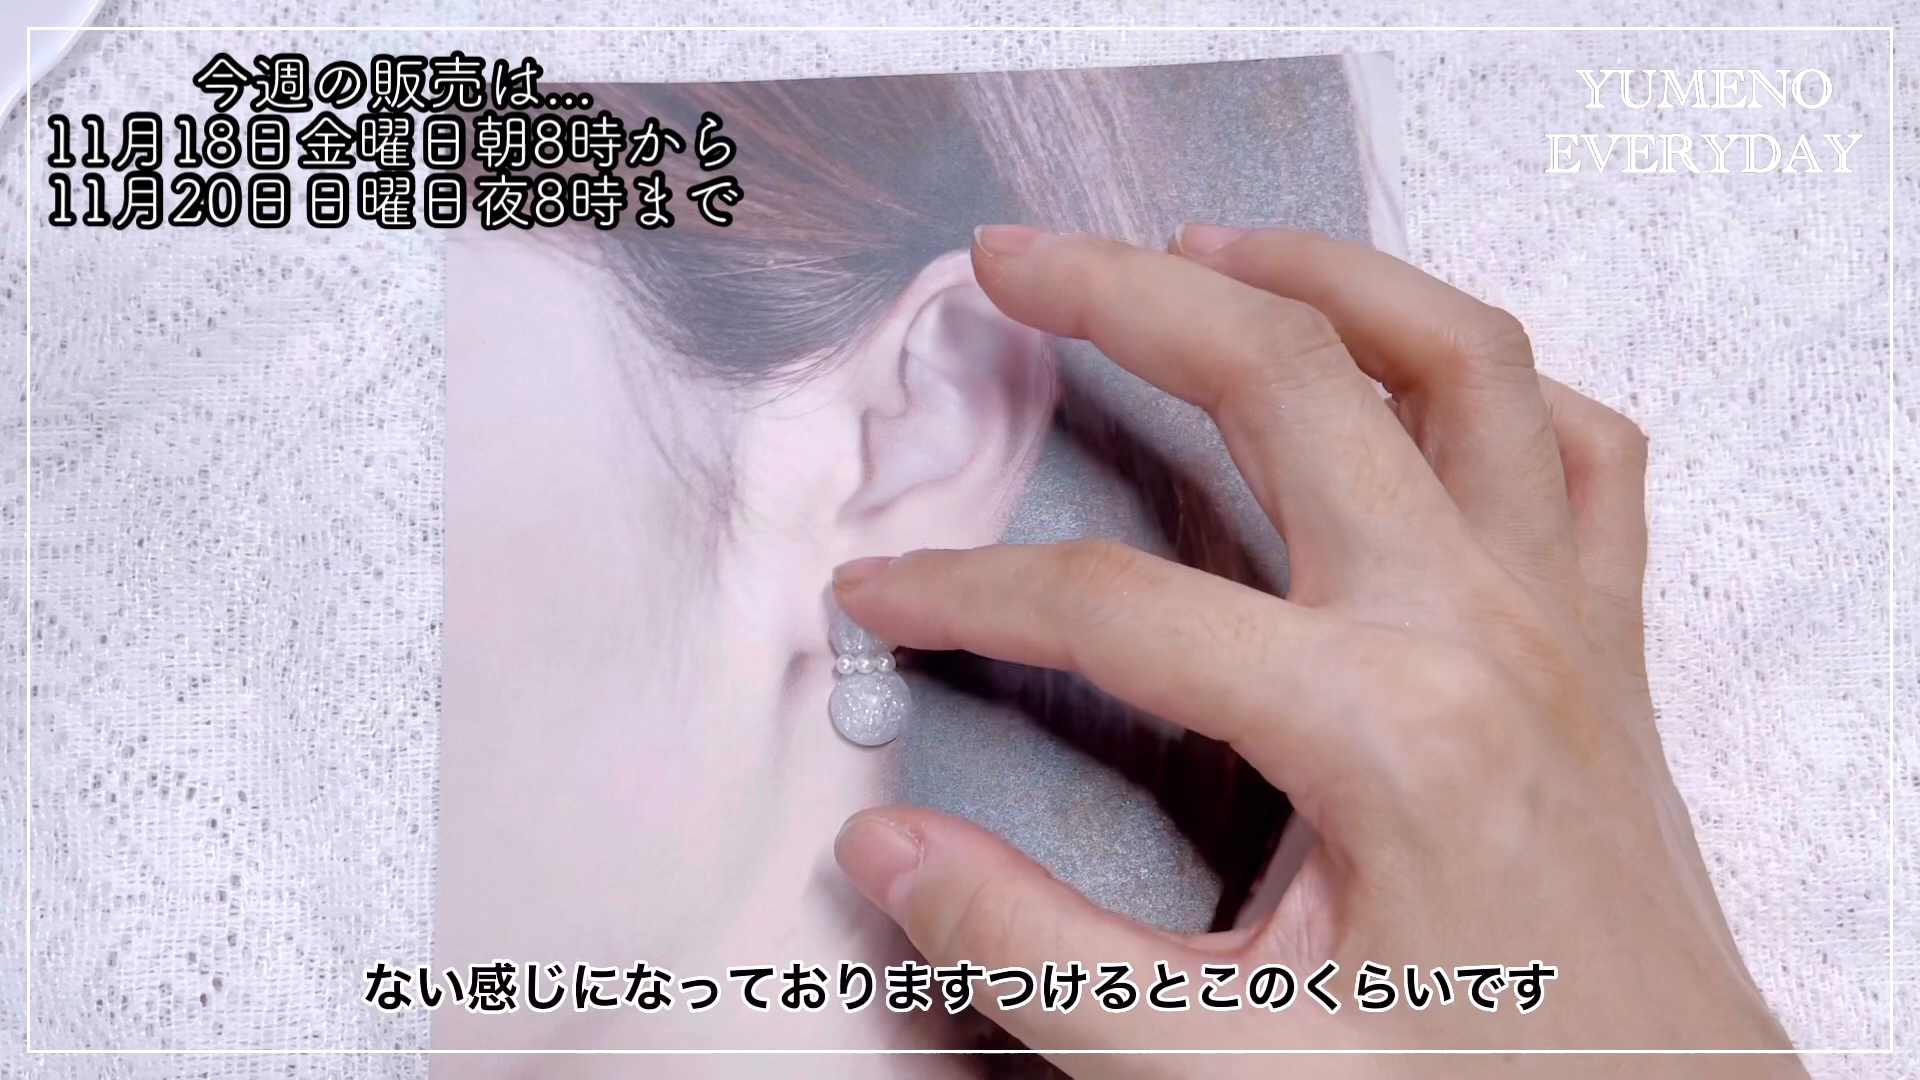 今週の販売は...
11月18日金曜日朝8時から
11月20日日曜日夜8時まで
YUMENO
EVERYDAY
ない感じになっておりますつけるとこのくらいです